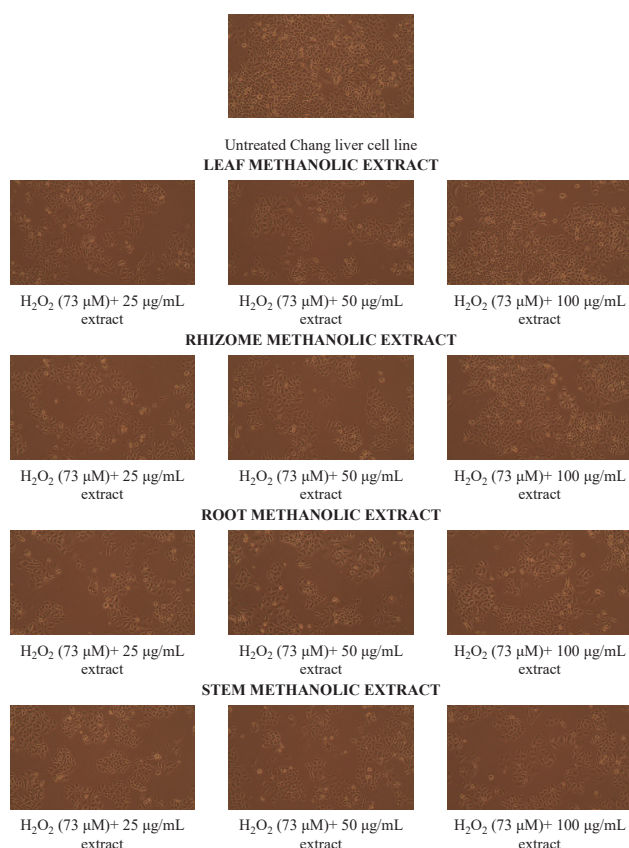 Untreated Chang liver cell line
LEAF METHANOLIC EXTRACT
H₂O₂ (73 μM)+ 25 μg/mL extract
H₂O₂ (73 μM)+ 50 μg/mL extract
H₂O₂ (73 μM)+ 100 μg/mL extract
RHIZOME METHANOLIC EXTRACT
H₂O₂ (73 μM)+ 25 μg/mL extract
H₂O₂ (73 μM)+ 50 μg/mL extract
H₂O₂ (73 μM)+ 100 μg/mL extract
ROOT METHANOLIC EXTRACT
H₂O₂ (73 μM)+ 25 μg/mL extract
H₂O₂ (73 μM)+ 50 μg/mL extract
H₂O₂ (73 μM)+ 100 μg/mL extract
STEM METHANOLIC EXTRACT
H₂O₂ (73 μM)+ 25 μg/mL extract
H₂O₂ (73 μM)+ 50 μg/mL extract
H₂O₂ (73 μM)+ 100 μg/mL extract